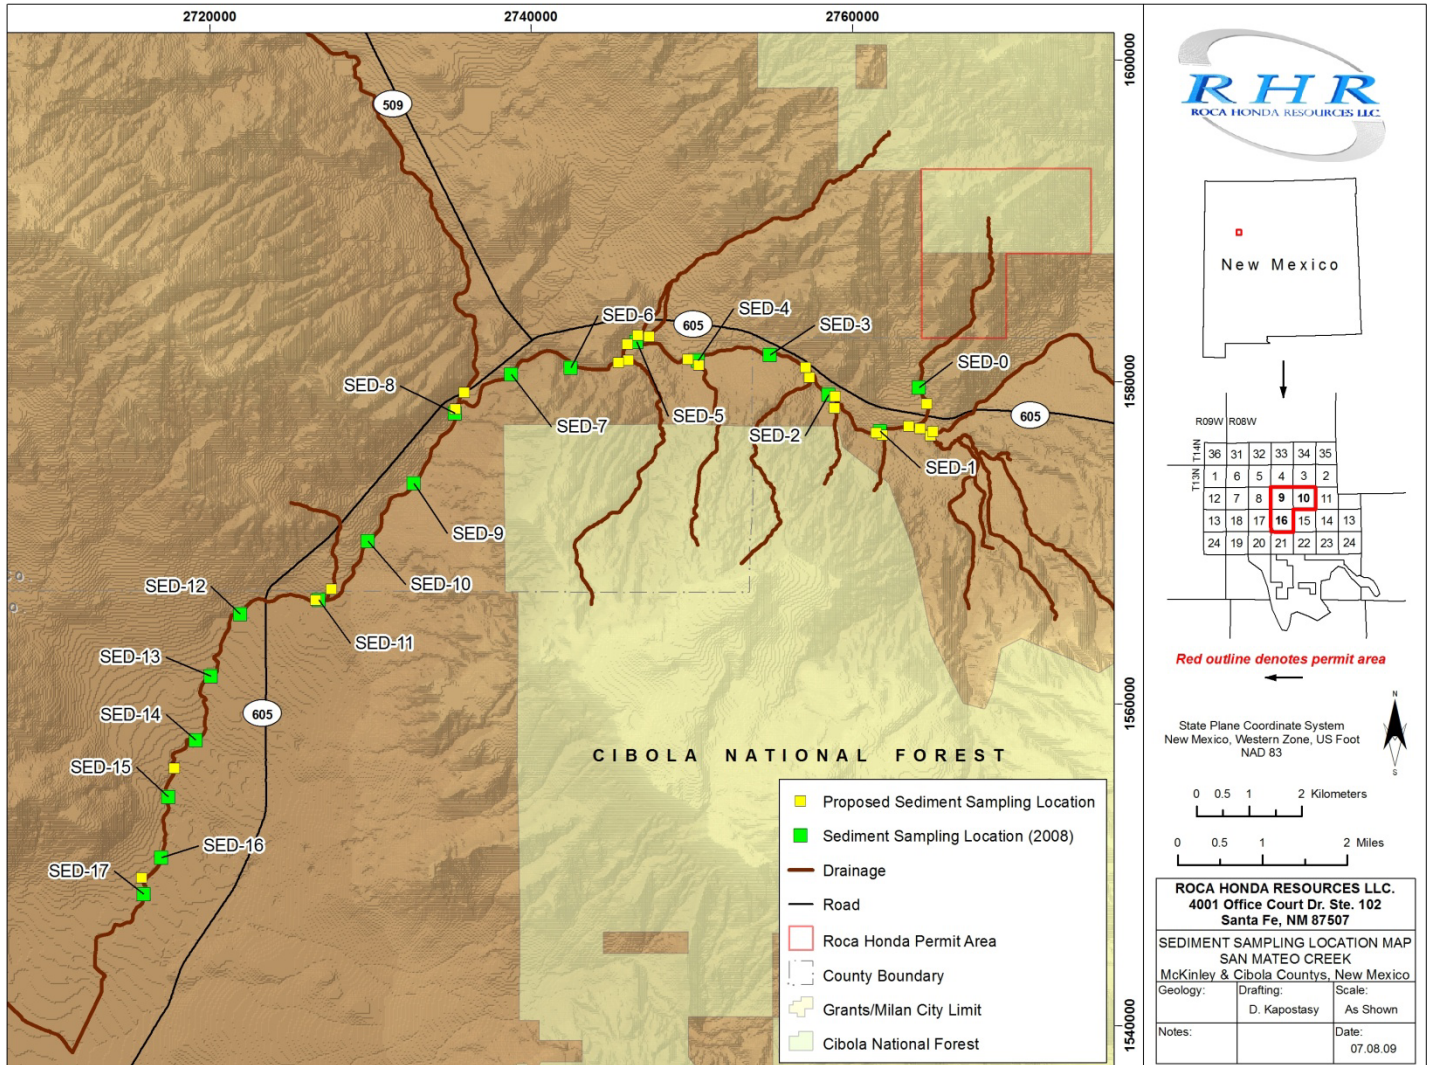 2720000
2740000
2760000
1600000
1580000
1560000
1540000
509
605
605
605
SED-6
SED-4
SED-3
SED-0
SED-8
SED-7
SED-5
SED-2
SED-1
SED-9
SED-10
SED-12
SED-11
SED-13
SED-14
SED-15
SED-16
SED-17
CIBOLA NATIONAL FOREST
Proposed Sediment Sampling Location
Sediment Sampling Location (2008)
Drainage
Road
Roca Honda Permit Area
County Boundary
Grants/Milan City Limit
Cibola National Forest
RHR
ROCA HONDA RESOURCES LLC.
New Mexico
R09W R08W
T14N
T13N
36 31 32 33 34 35
1 6 5 4 3 2
12 7 8 9 10 11
13 18 17 16 15 14 13
24 19 20 21 22 23 24
Red outline denotes permit area
State Plane Coordinate System
New Mexico, Western Zone, US Foot
NAD 83
N
S
0 0.5 1 2 Kilometers
0 0.5 1 2 Miles
ROCA HONDA RESOURCES LLC.
4001 Office Court Dr. Ste. 102
Santa Fe, NM 87507
SEDIMENT SAMPLING LOCATION MAP
SAN MATEO CREEK
McKinley & Cibola Countys, New Mexico
Geology: Drafting: Scale:
D. Kapostasy As Shown
Notes: Date:
07.08.09